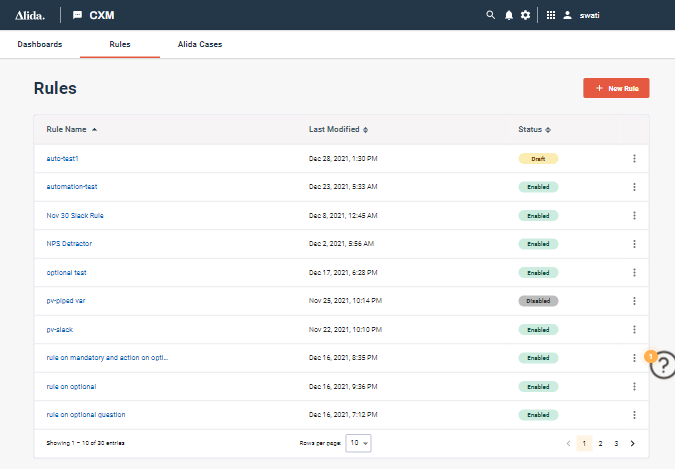 Alida. CXM swati
Dashboards Rules Alida Cases
Rules
+ New Rule
Rule Name Last Modified Status
auto-test1 Dec 28, 2021, 1:30 PM Draft
automation-test Dec 23, 2021, 5:33 AM Enabled
Nov 30 Slack Rule Dec 8, 2021, 12:45 AM Enabled
NPS Detractor Dec 2, 2021, 5:56 AM Enabled
optional test Dec 17, 2021, 6:28 PM Enabled
pv-piped var Nov 25, 2021, 10:14 PM Disabled
pv-slack Nov 22, 2021, 10:10 PM Enabled
rule on mandatory and action on opti... Dec 16, 2021, 8:35 PM Enabled
1 ?
rule on optional Dec 16, 2021, 9:36 PM Enabled
rule on optional question Dec 16, 2021, 7:12 PM Enabled
Showing 1 – 10 of 30 entries Rows per page: 10 1 2 3